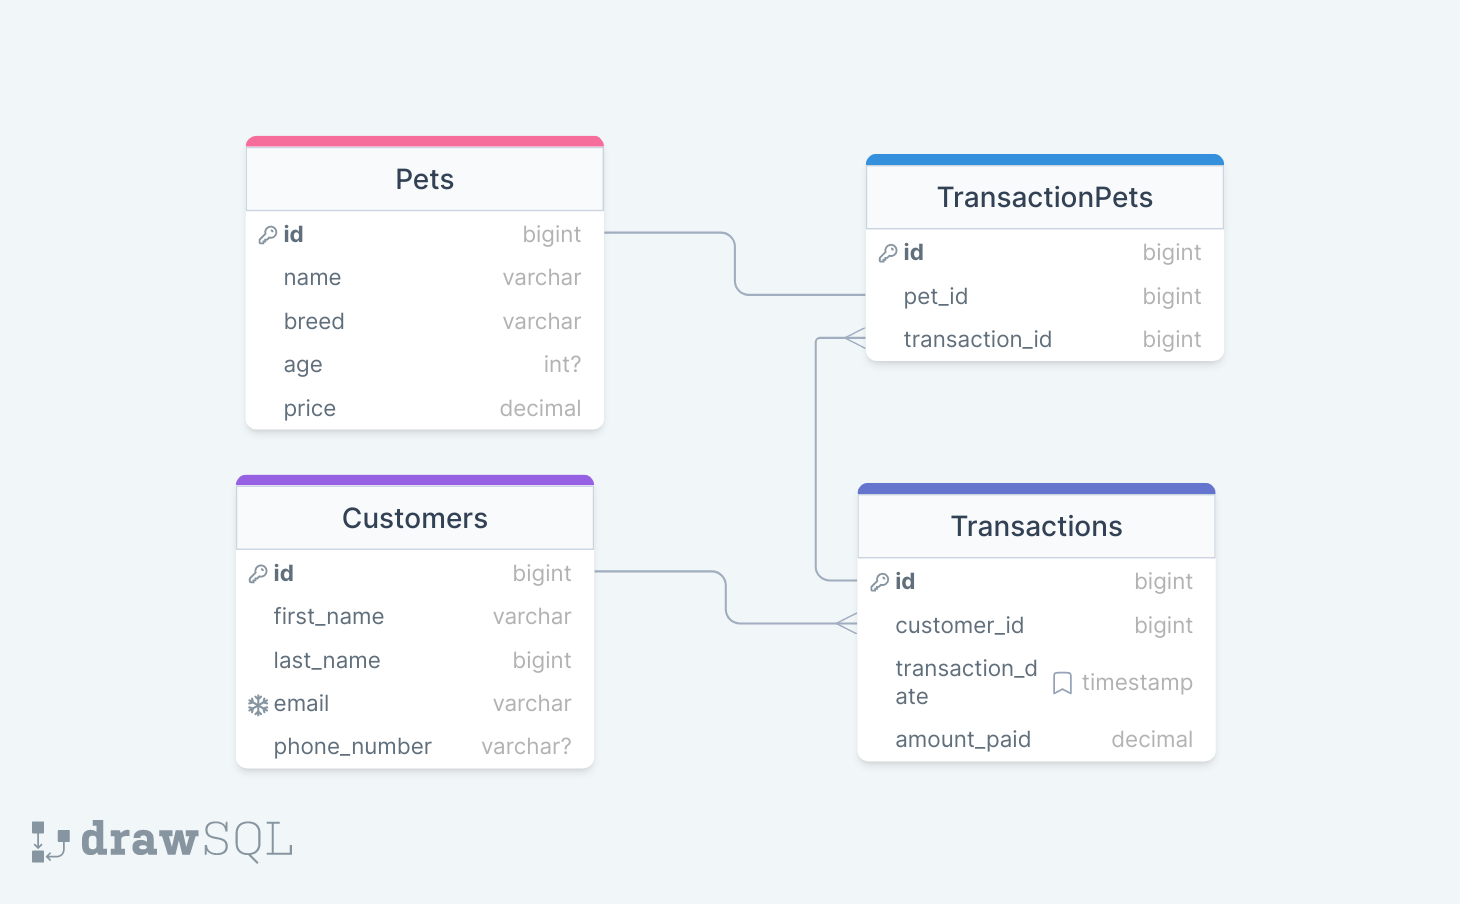 Pets
id bigint
name varchar
breed varchar
age int?
price decimal
TransactionPets
id bigint
pet_id bigint
transaction_id bigint
Customers
id bigint
first_name varchar
last_name bigint
email varchar
phone_number varchar?
Transactions
id bigint
customer_id bigint
transaction_d
ate timestamp
amount_paid decimal
drawSQL